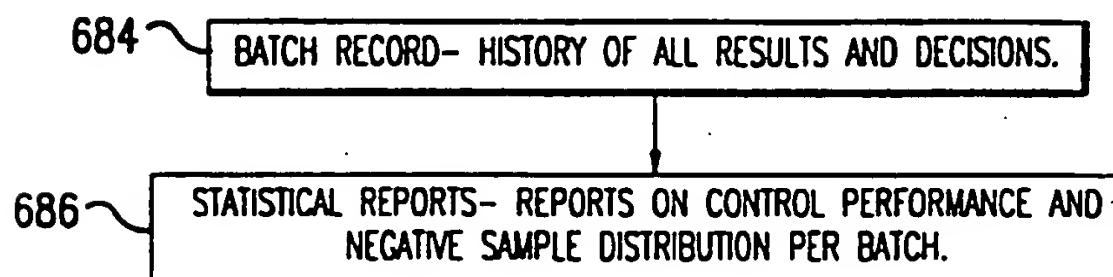 684
BATCH RECORD- HISTORY OF ALL RESULTS AND DECISIONS.
686
STATISTICAL REPORTS- REPORTS ON CONTROL PERFORMANCE AND
NEGATIVE SAMPLE DISTRIBUTION PER BATCH.